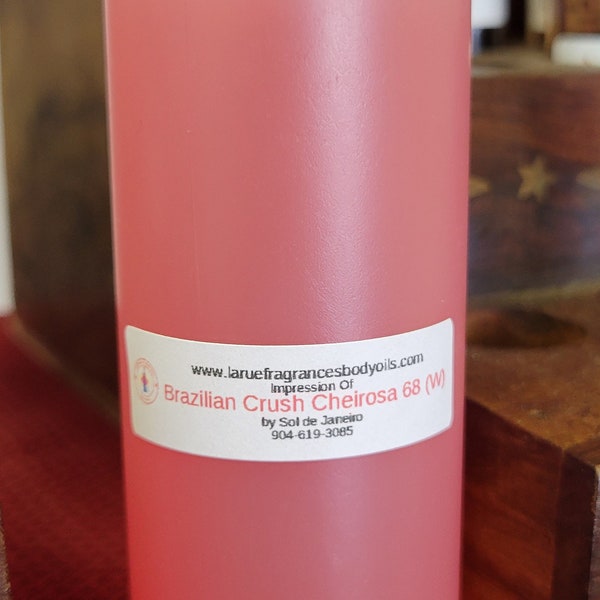 www.laruefragrancesbodyoils.com
Impression Of
Brazilian Crush Cheirosa 68 (W)
by Sol de Janeiro
904-619-3085